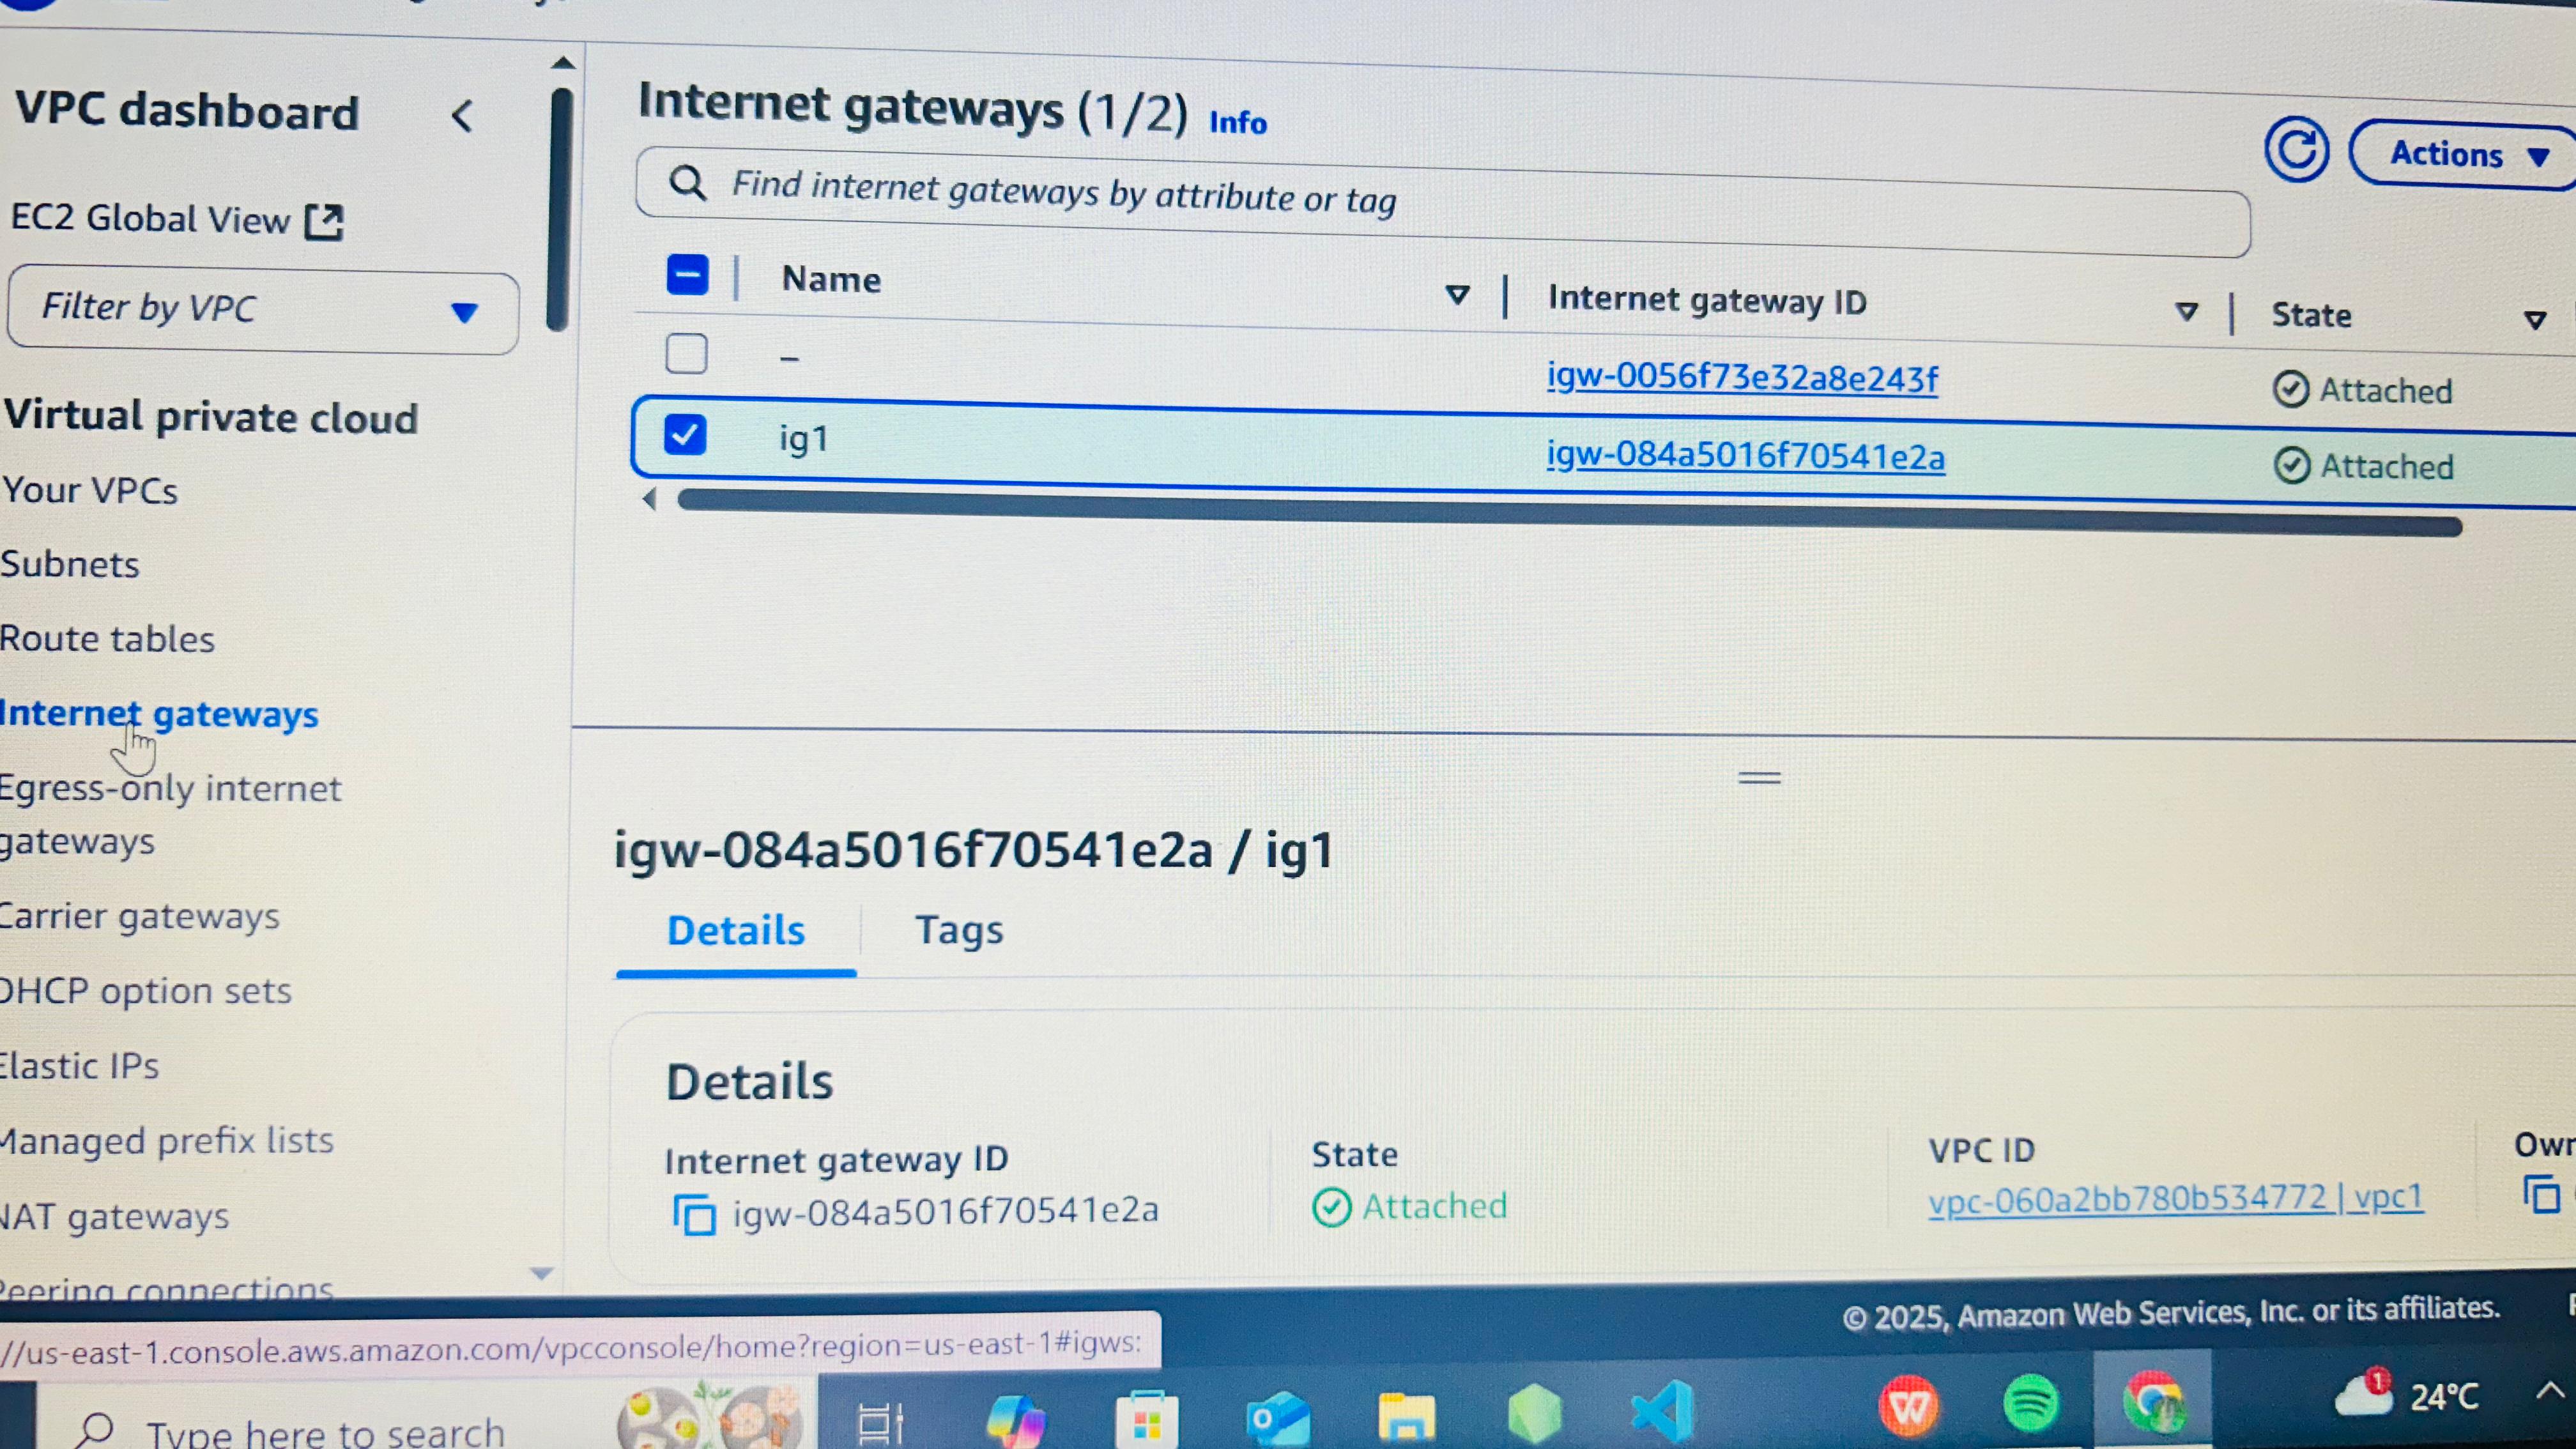 VPC dashboard
EC2 Global View
Filter by VPC
Virtual private cloud
Your VPCs
Subnets
Route tables
Internet gateways
Egress-only internet
gateways
Carrier gateways
DHCP option sets
Elastic IPs
Managed prefix lists
NAT gateways
Peering connections
Internet gateways (1/2) Info
Actions
Find internet gateways by attribute or tag
Name Internet gateway ID State
– igw-0056f73e32a8e243f Attached
ig1 igw-084a5016f70541e2a Attached
igw-084a5016f70541e2a / ig1
Details Tags
Details
Internet gateway ID State VPC ID
igw-084a5016f70541e2a Attached vpc-060a2bb780b534772 | vpc1
© 2025, Amazon Web Services, Inc. or its affiliates.
//us-east-1.console.aws.amazon.com/vpcconsole/home?region=us-east-1#igws:
Type here to search
1
24°C